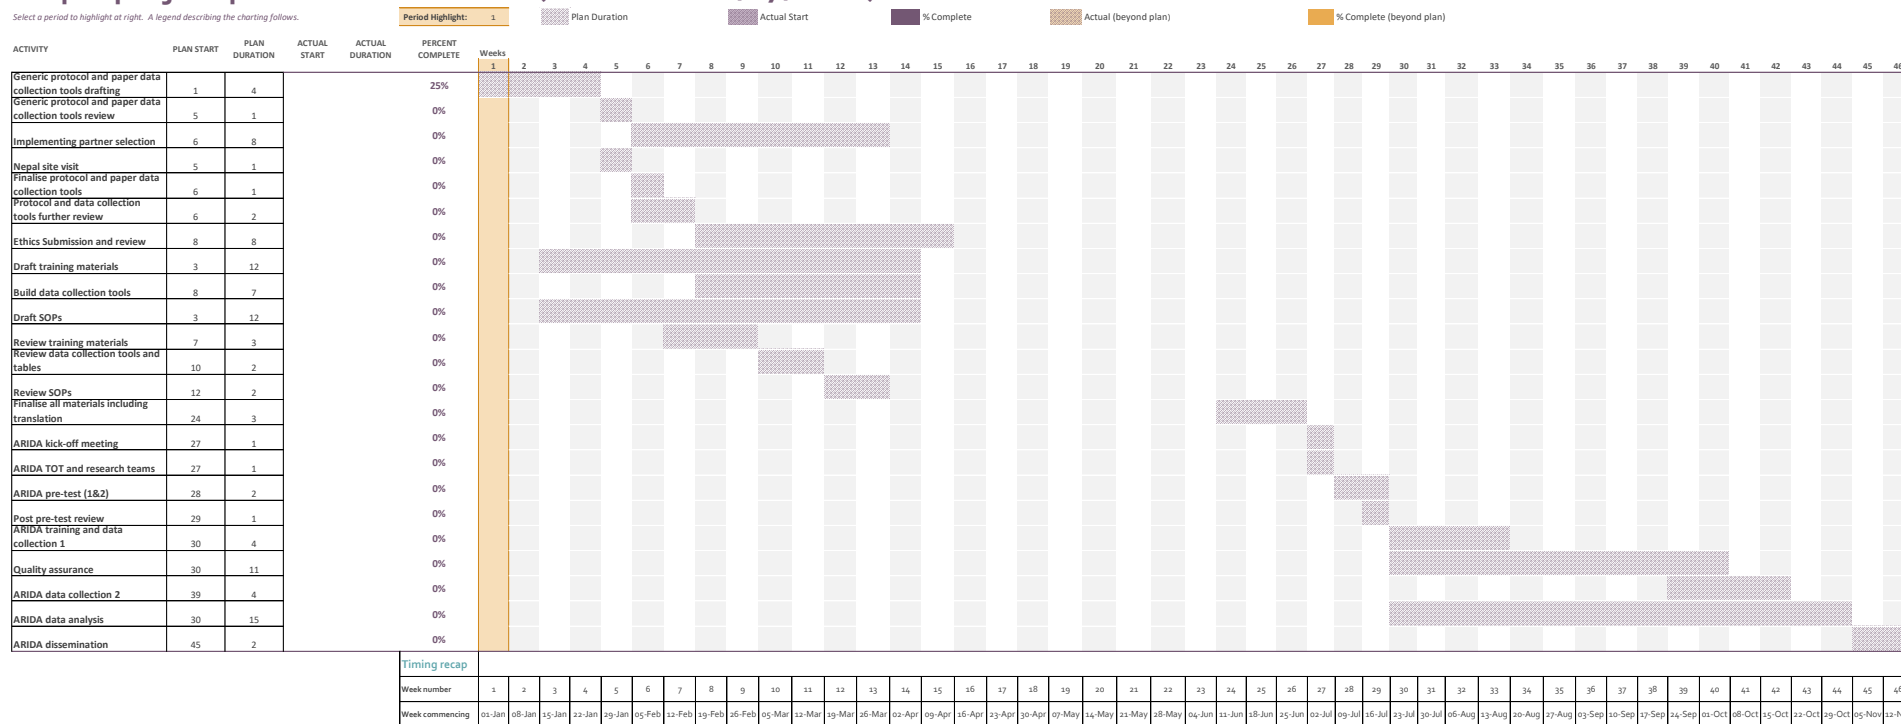 Select a period to highlight at right. A legend describing the charting follows.
Period Highlight: 1 Plan Duration Actual Start % Complete Actual (beyond plan) % Complete (beyond plan)
ACTIVITY PLAN START PLAN DURATION ACTUAL START ACTUAL DURATION PERCENT COMPLETE Weeks
1 2 3 4 5 6 7 8 9 10 11 12 13 14 15 16 17 18 19 20 21 22 23 24 25 26 27 28 29 30 31 32 33 34 35 36 37 38 39 40 41 42 43 44 45 46
Generic protocol and paper data
collection tools drafting 1 4 25%
Generic protocol and paper data
collection tools review 5 1 0%
Implementing partner selection 6 8 0%
Nepal site visit 5 1 0%
Finalise protocol and paper data
collection tools 6 1 0%
Protocol and data collection
tools further review 6 2 0%
Ethics Submission and review 8 8 0%
Draft training materials 3 12 0%
Build data collection tools 8 7 0%
Draft SOPs 3 12 0%
Review training materials 7 3 0%
Review data collection tools and
tables 10 2 0%
Review SOPs 12 2 0%
Finalise all materials including
translation 24 3 0%
ARIDA kick-off meeting 27 1 0%
ARIDA TOT and research teams 27 1 0%
ARIDA pre-test (1&2) 28 2 0%
Post pre-test review 29 1 0%
ARIDA training and data
collection 1 30 4 0%
Quality assurance 30 11 0%
ARIDA data collection 2 39 4 0%
ARIDA data analysis 30 15 0%
ARIDA dissemination 45 2 0%
Timing recap
Week number 1 2 3 4 5 6 7 8 9 10 11 12 13 14 15 16 17 18 19 20 21 22 23 24 25 26 27 28 29 30 31 32 33 34 35 36 37 38 39 40 41 42 43 44 45 46
Week commencing 01-Jan 08-Jan 15-Jan 22-Jan 29-Jan 05-Feb 12-Feb 19-Feb 26-Feb 05-Mar 12-Mar 19-Mar 26-Mar 02-Apr 09-Apr 16-Apr 23-Apr 30-Apr 07-May 14-May 21-May 28-May 04-Jun 11-Jun 18-Jun 25-Jun 02-Jul 09-Jul 16-Jul 23-Jul 30-Jul 06-Aug 13-Aug 20-Aug 27-Aug 03-Sep 10-Sep 17-Sep 24-Sep 01-Oct 08-Oct 15-Oct 22-Oct 29-Oct 05-Nov